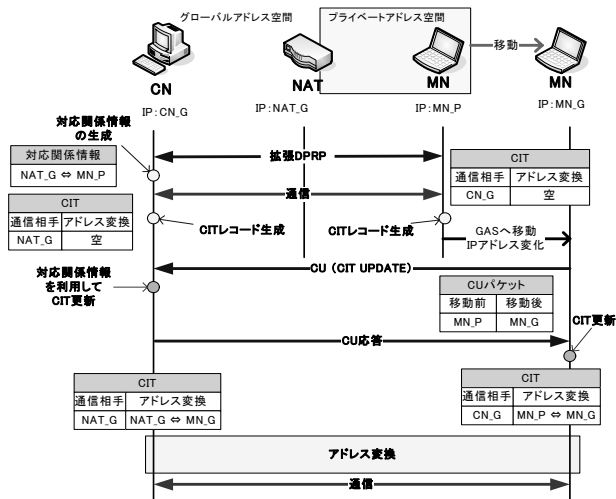 グローバルアドレス空間
プライベートアドレス空間
移動
CN
NAT
MN
MN
IP:CN_G
IP:NAT_G
IP:MN_P
IP:MN_G
対応関係情報
の生成
拡張DPRP
対応関係情報
NAT_G ⇔ MN_P
通信
CIT
通信相手 アドレス変換
CN_G 空
CIT
通信相手 アドレス変換
NAT_G 空
CITレコード生成
CITレコード生成
GASへ移動
IPアドレス変化
CU (CIT UPDATE)
対応関係情報
を利用して
CIT更新
CUパケット
移動前 移動後
MN_P MN_G
CIT更新
CU応答
CIT
通信相手 アドレス変換
NAT_G NAT_G ⇔ MN_G
CIT
通信相手 アドレス変換
CN_G MN_P ⇔ MN_G
アドレス変換
通信